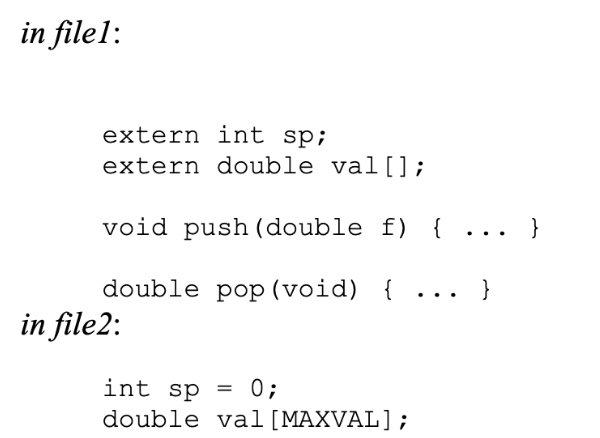 in file1:
extern int sp;
extern double val[];
void push(double f) { ... }
double pop(void) { ... }
in file2:
int sp = 0;
double val[MAXVAL];